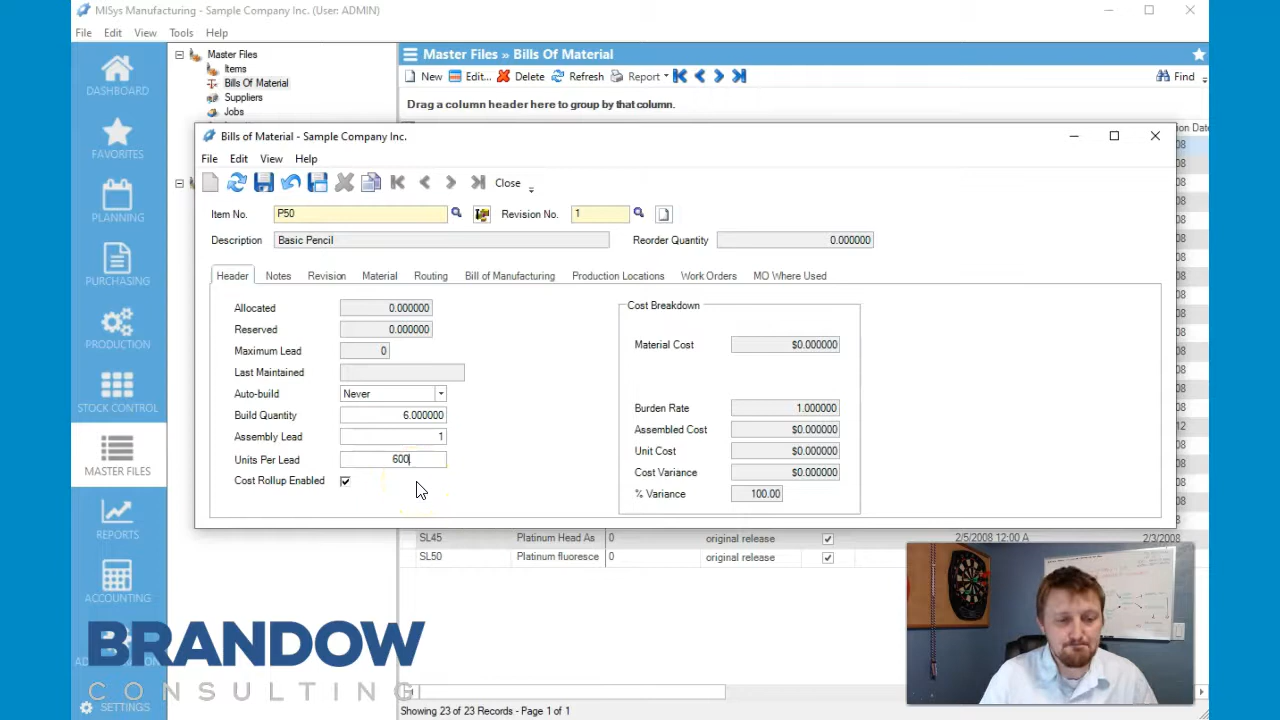 MISys Manufacturing - Sample Company Inc. (User: ADMIN)
File Edit View Tools Help
DASHBOARD
FAVORITES
PLANNING
PURCHASING
PRODUCTION
STOCK CONTROL
MASTER FILES
REPORTS
ACCOUNTING
SETTINGS
Master Files
Items
Bills Of Material
Suppliers
Jobs
Master Files » Bills Of Material
New Edit... Delete Refresh Report Find
Drag a column header here to group by that column.
Bills of Material - Sample Company Inc.
File Edit View Help
Close
Item No. P50 Revision No. 1
Description Basic Pencil Reorder Quantity 0.000000
Header Notes Revision Material Routing Bill of Manufacturing Production Locations Work Orders MO Where Used
Allocated 0.000000
Reserved 0.000000
Maximum Lead 0
Last Maintained
Auto-build Never
Build Quantity 6.000000
Assembly Lead 1
Units Per Lead 600
Cost Rollup Enabled
Cost Breakdown
Material Cost $0.000000
Burden Rate 1.000000
Assembled Cost $0.000000
Unit Cost $0.000000
Cost Variance $0.000000
% Variance 100.00
SL45 Platinum Head As 0 original release 2/5/2008 12:00 A 2/3/2008
SL50 Platinum fluoresce 0 original release
Showing 23 of 23 Records - Page 1 of 1
BRANDOW
CONSULTING